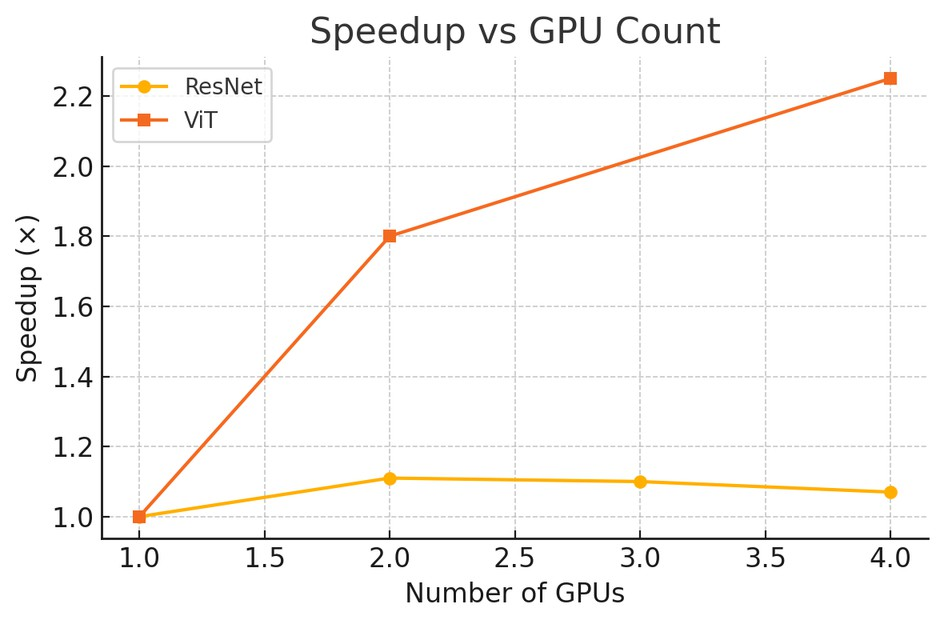 Speedup vs GPU Count
ResNet
ViT
Speedup (×)
2.2
2.0
1.8
1.6
1.4
1.2
1.0
1.0 1.5 2.0 2.5 3.0 3.5 4.0
Number of GPUs